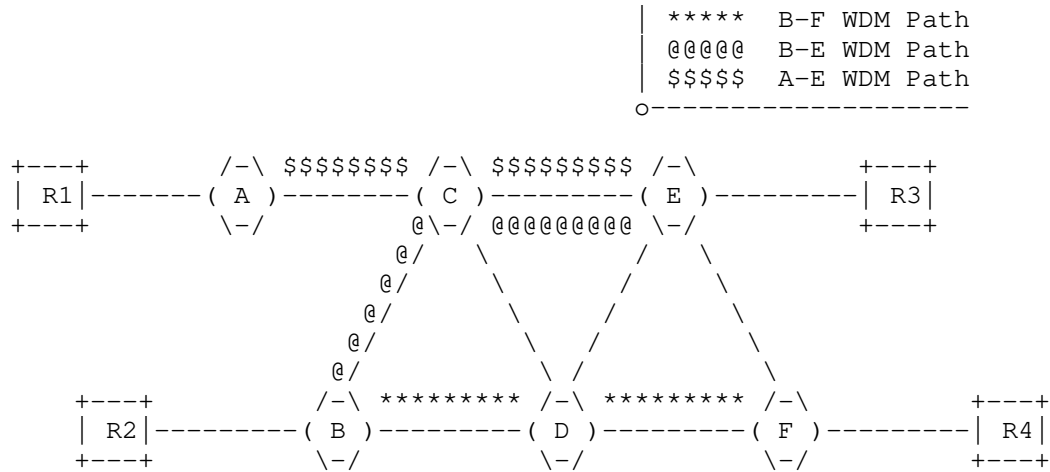 | ***** B-F WDM Path
| @@@@@ B-E WDM Path
| $$$$$ A-E WDM Path
o--------------------
+---+ /-\ $$$$$$$$ /-\ $$$$$$$$$ /-\ +---+
| R1|-------( A )--------( C )---------( E )---------| R3|
+---+ \-/ @\-/ @@@@@@@@@ \-/ +---+
@/ \ / \
@/ \ / \
@/ \ / \
@/ \ / \
@/ \ / \
+---+ /-\ ********* /-\ ********* /-\ +---+
| R2|---------( B )---------( D )---------( F )---------| R4|
+---+ \-/ \-/ \-/ +---+